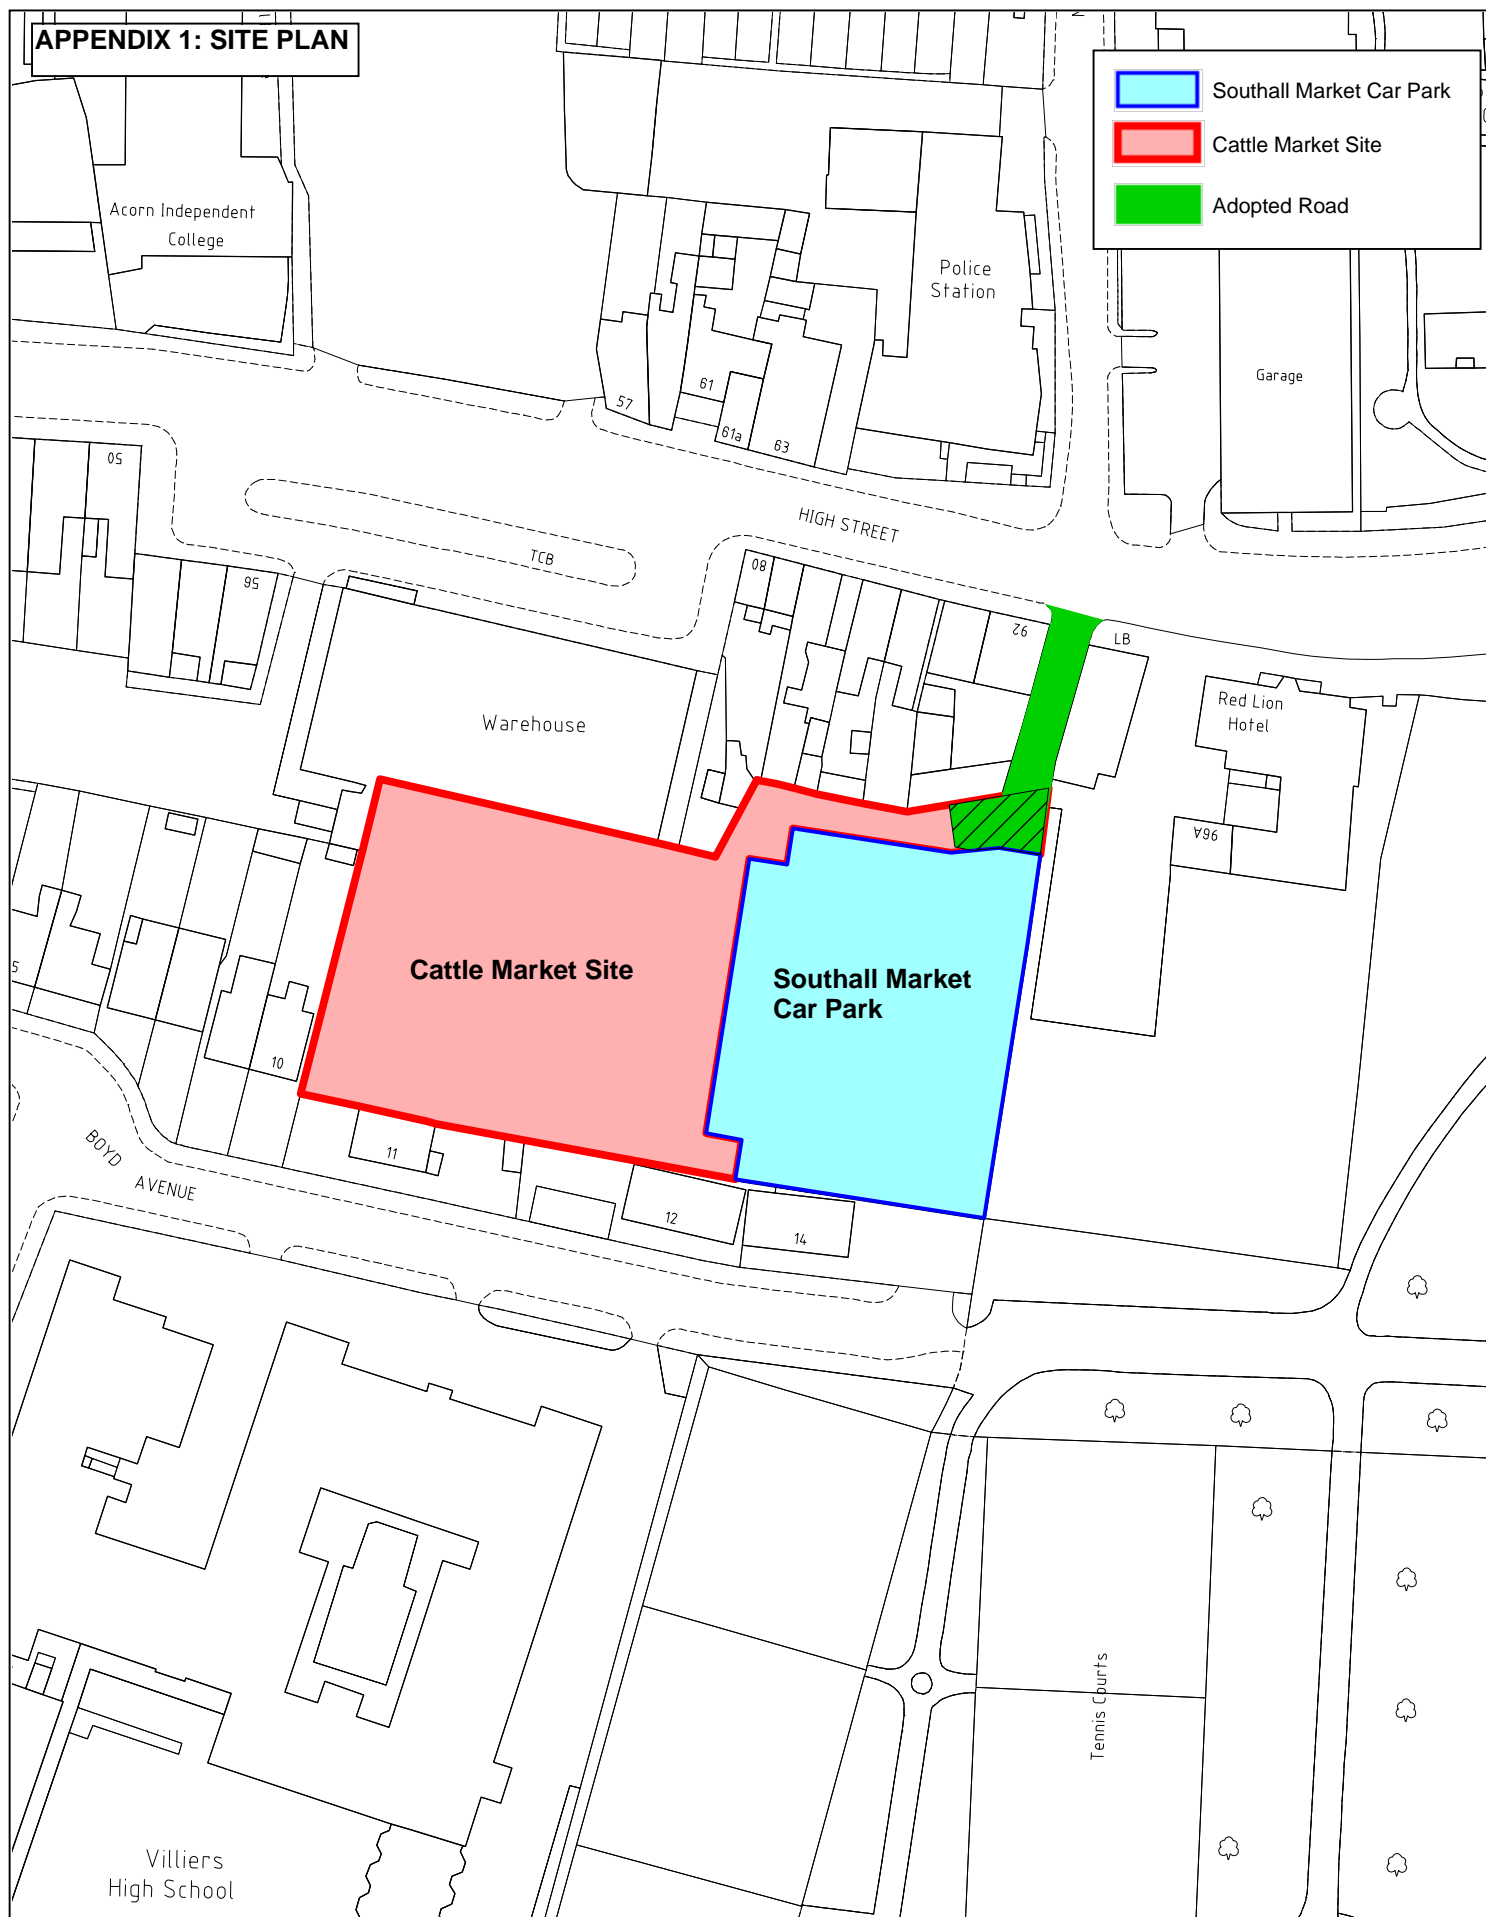 APPENDIX 1: SITE PLAN
Southall Market Car Park
Cattle Market Site
Adopted Road
Acorn Independent
College
Police
Station
Garage
57
61
61a
63
50
56
HIGH STREET
TCB
80
92
LB
Red Lion
Hotel
96A
Warehouse
Cattle Market Site
Southall Market
Car Park
5
10
11
12
14
BOYD
AVENUE
Tennis Courts
Villiers
High School